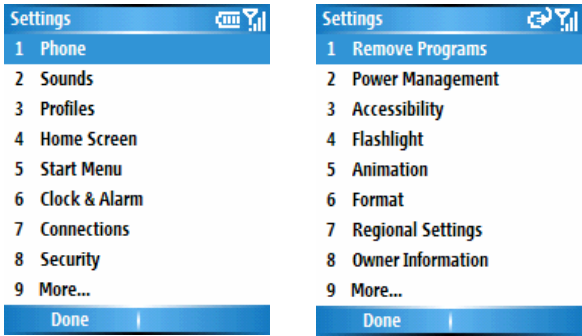 Settings
1 Phone
2 Sounds
3 Profiles
4 Home Screen
5 Start Menu
6 Clock & Alarm
7 Connections
8 Security
9 More...
Done
Settings
1 Remove Programs
2 Power Management
3 Accessibility
4 Flashlight
5 Animation
6 Format
7 Regional Settings
8 Owner Information
9 More...
Done